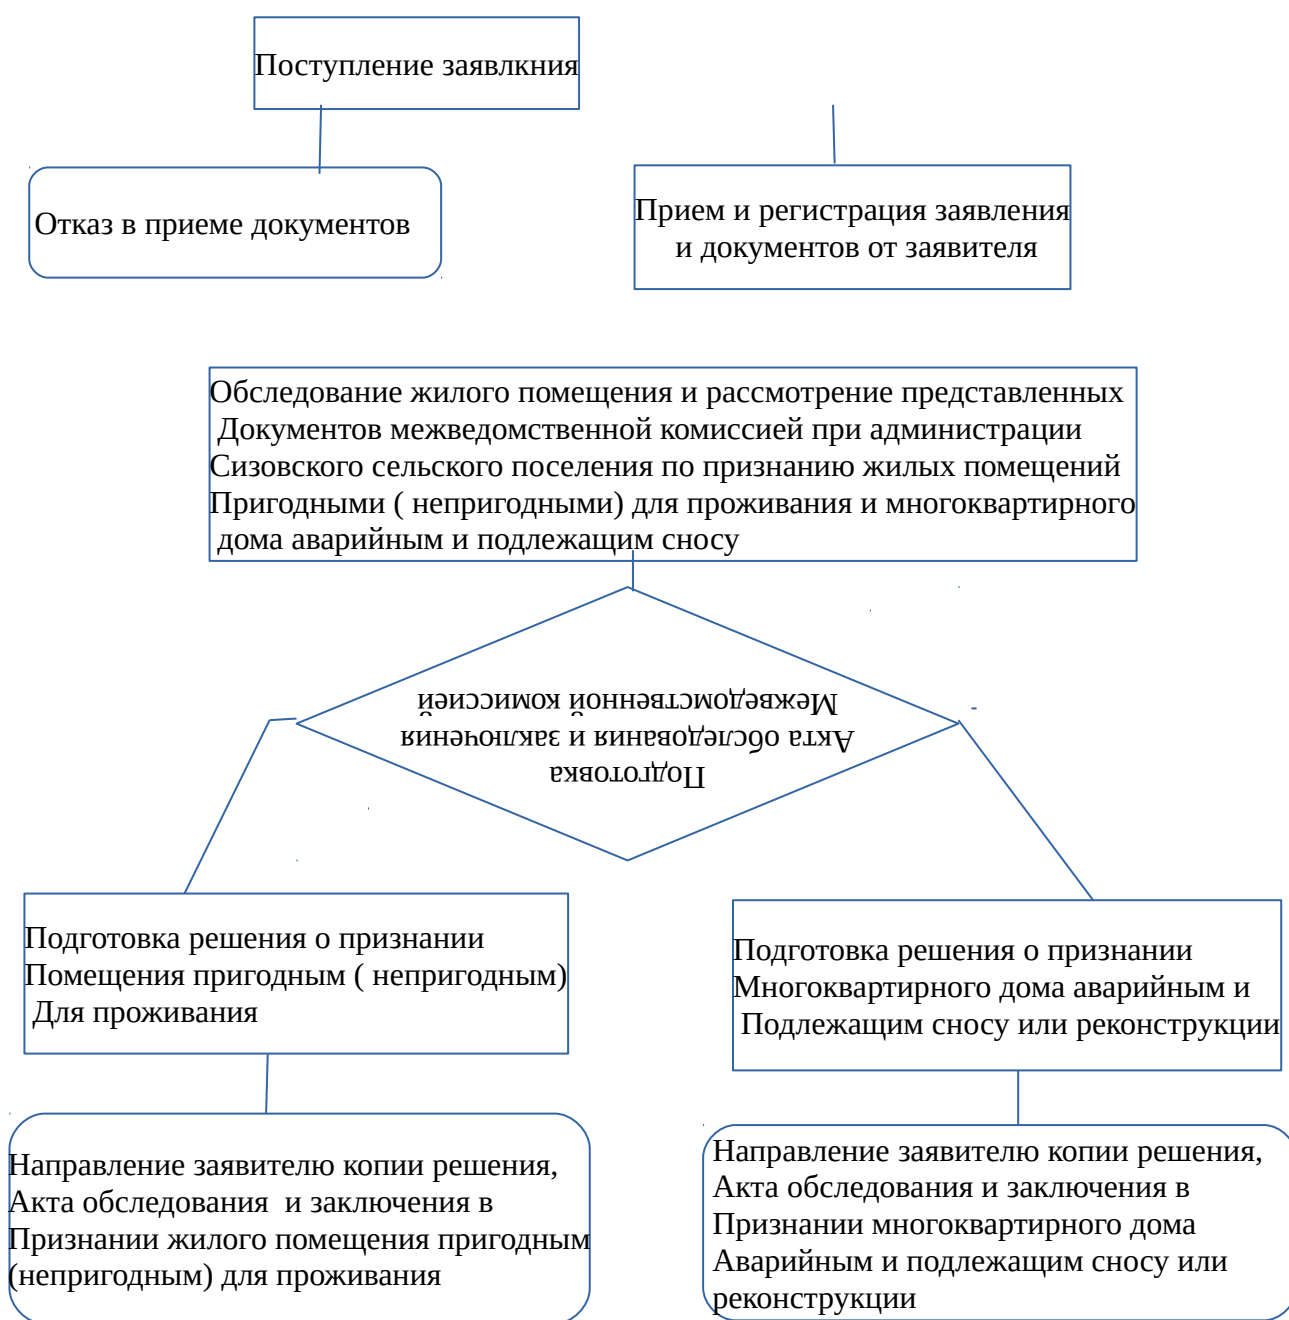 Поступление заявлкния
Отказ в приеме документов
Прием и регистрация заявления
и документов от заявителя
Обследование жилого помещения и рассмотрение представленных
Документов межведомственной комиссией при администрации
Сизовского сельского поселения по признанию жилых помещений
Пригодными ( непригодными) для проживания и многоквартирного
дома аварийным и подлежащим сносу
Подготовка
Акта обследования и заключения
Межведомственной комиссией
Подготовка решения о признании
Помещения пригодным ( непригодным)
Для проживания
Подготовка решения о признании
Многоквартирного дома аварийным и
Подлежащим сносу или реконструкции
Направление заявителю копии решения,
Акта обследования  и заключения в
Признании жилого помещения пригодным
(непригодным) для проживания
Направление заявителю копии решения,
Акта обследования и заключения в
Признании многоквартирного дома
Аварийным и подлежащим сносу или
реконструкции